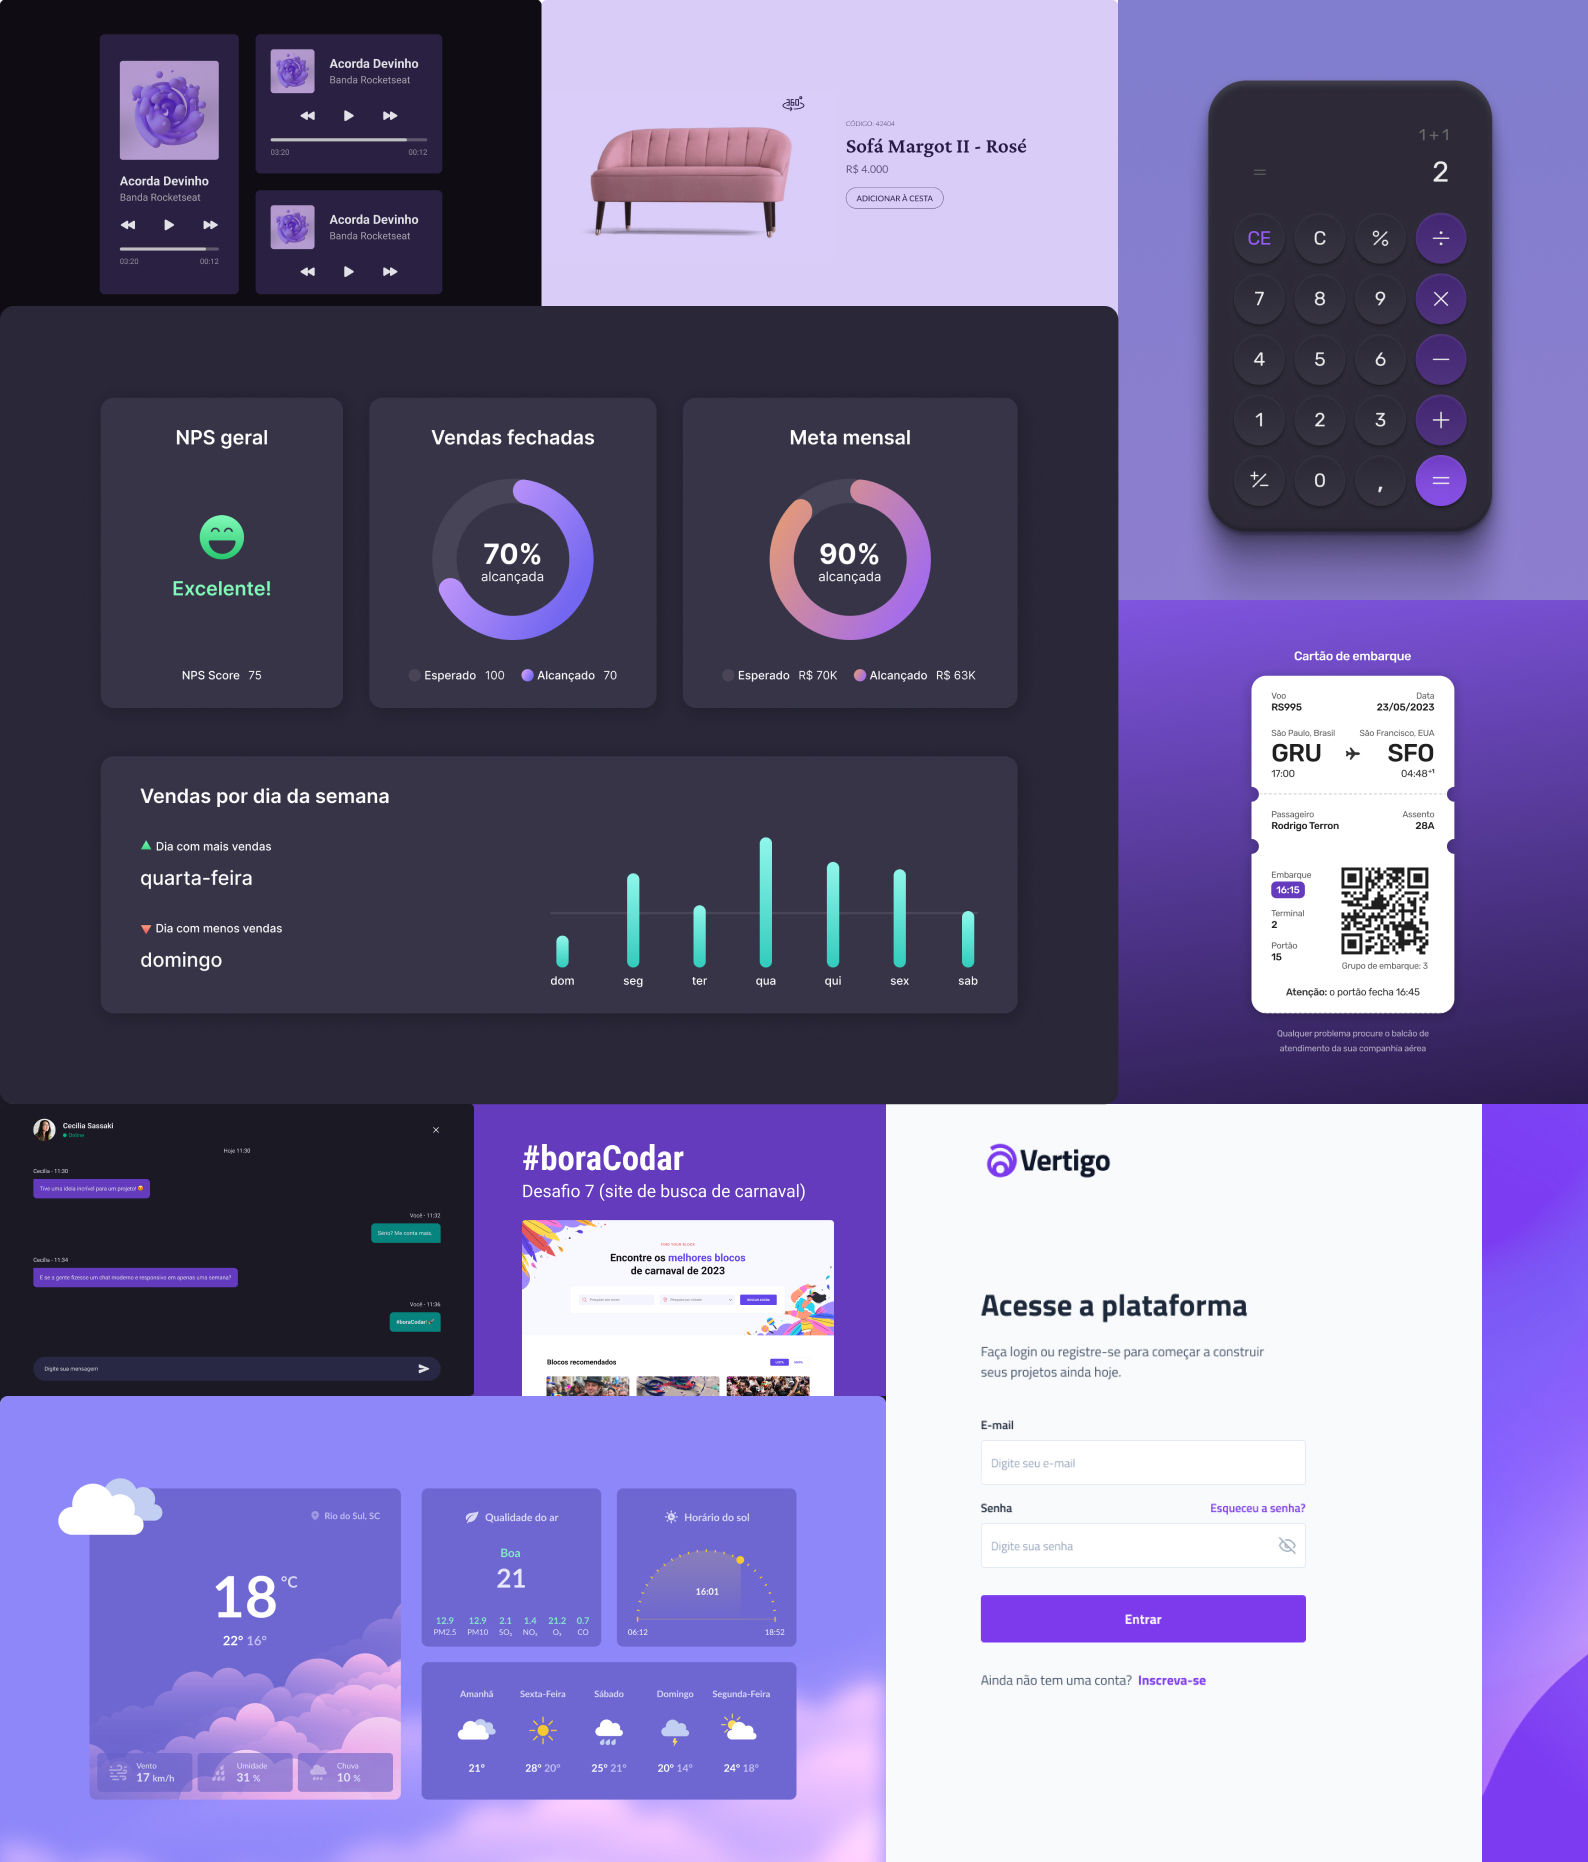 Acorda Devinho
Banda Rocketseat
03:20 00:12
Acorda Devinho
Banda Rocketseat
03:20 00:12
Acorda Devinho
Banda Rocketseat
360°
CÓDIGO: 42404
Sofá Margot II - Rosé
R$ 4.000
ADICIONAR À CESTA
1+1
= 2
CE C % ÷
7 8 9 ×
4 5 6 −
1 2 3 +
+/− 0 , =
NPS geral
Excelente!
NPS Score 75
Vendas fechadas
70%
alcançada
Esperado 100 Alcançado 70
Meta mensal
90%
alcançada
Esperado R$ 70K Alcançado R$ 63K
Vendas por dia da semana
Dia com mais vendas
quarta-feira
Dia com menos vendas
domingo
dom seg ter qua qui sex sab
Cartão de embarque
Voo Data
RS995 23/05/2023
São Paulo, Brasil São Francisco, EUA
GRU SFO
17:00 04:48+1
Passageiro Assento
Rodrigo Terron 28A
Embarque
16:15
Terminal
2
Portão
15
Grupo de embarque: 3
Atenção: o portão fecha 16:45
Qualquer problema procure o balcão de
atendimento da sua companhia aérea
Cecilia Sassaki
Online
Hoje 11:30
Cecília - 11:30
Tive uma ideia incrível para um projeto! 😍
Você - 11:32
Sério? Me conta mais.
Cecília - 11:34
E se a gente fizesse um chat moderno e responsivo em apenas uma semana?
Você - 11:36
#boraCodar! 🚀
Digite sua mensagem
#boraCodar
Desafio 7 (site de busca de carnaval)
FIND YOUR BLOCK
Encontre os melhores blocos
de carnaval de 2023
Pesquise por nome
BUSCAR AGORA
Blocos recomendados
LISTA MAPA
Vertigo
Acesse a plataforma
Faça login ou registre-se para começar a construir
seus projetos ainda hoje.
E-mail
Digite seu e-mail
Senha Esqueceu a senha?
Digite sua senha
Entrar
Ainda não tem uma conta? Inscreva-se
Rio do Sul, SC
18 °C
22° 16°
Vento
17 km/h
Umidade
31 %
Chuva
10 %
Qualidade do ar
Boa
21
12.9 12.9 2.1 1.4 21.2 0.7
PM2.5 PM10 SO₂ NO₂ O₃ CO
Horário do sol
16:01
06:12 18:52
Amanhã Sexta-Feira Sábado Domingo Segunda-Feira
21° 28° 20° 25° 21° 20° 14° 24° 18°